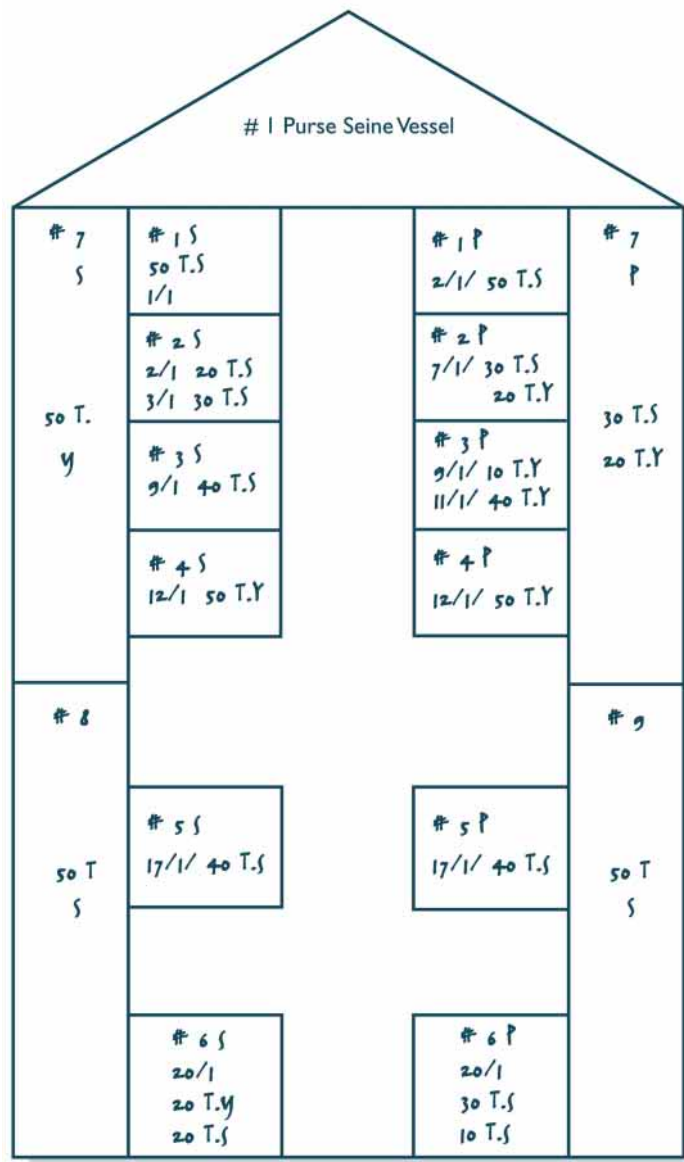 # 1 Purse Seine Vessel
# 7
S
50 T.
y
# 1 S
50 T.S
1/1
# 2 S
2/1 20 T.S
3/1 30 T.S
# 3 S
9/1 40 T.S
# 4 S
12/1 50 T.Y
# 1 P
2/1/ 50 T.S
# 2 P
7/1/ 30 T.S
20 T.Y
# 3 P
9/1/ 10 T.Y
11/1/ 40 T.Y
# 4 P
12/1/ 50 T.Y
# 7
P
30 T.S
20 T.Y
# 8
50 T
S
# 5 S
17/1/ 40 T.S
# 5 P
17/1/ 40 T.S
# 9
50 T
S
# 6 S
20/1
20 T.y
20 T.S
# 6 P
20/1
30 T.S
10 T.S